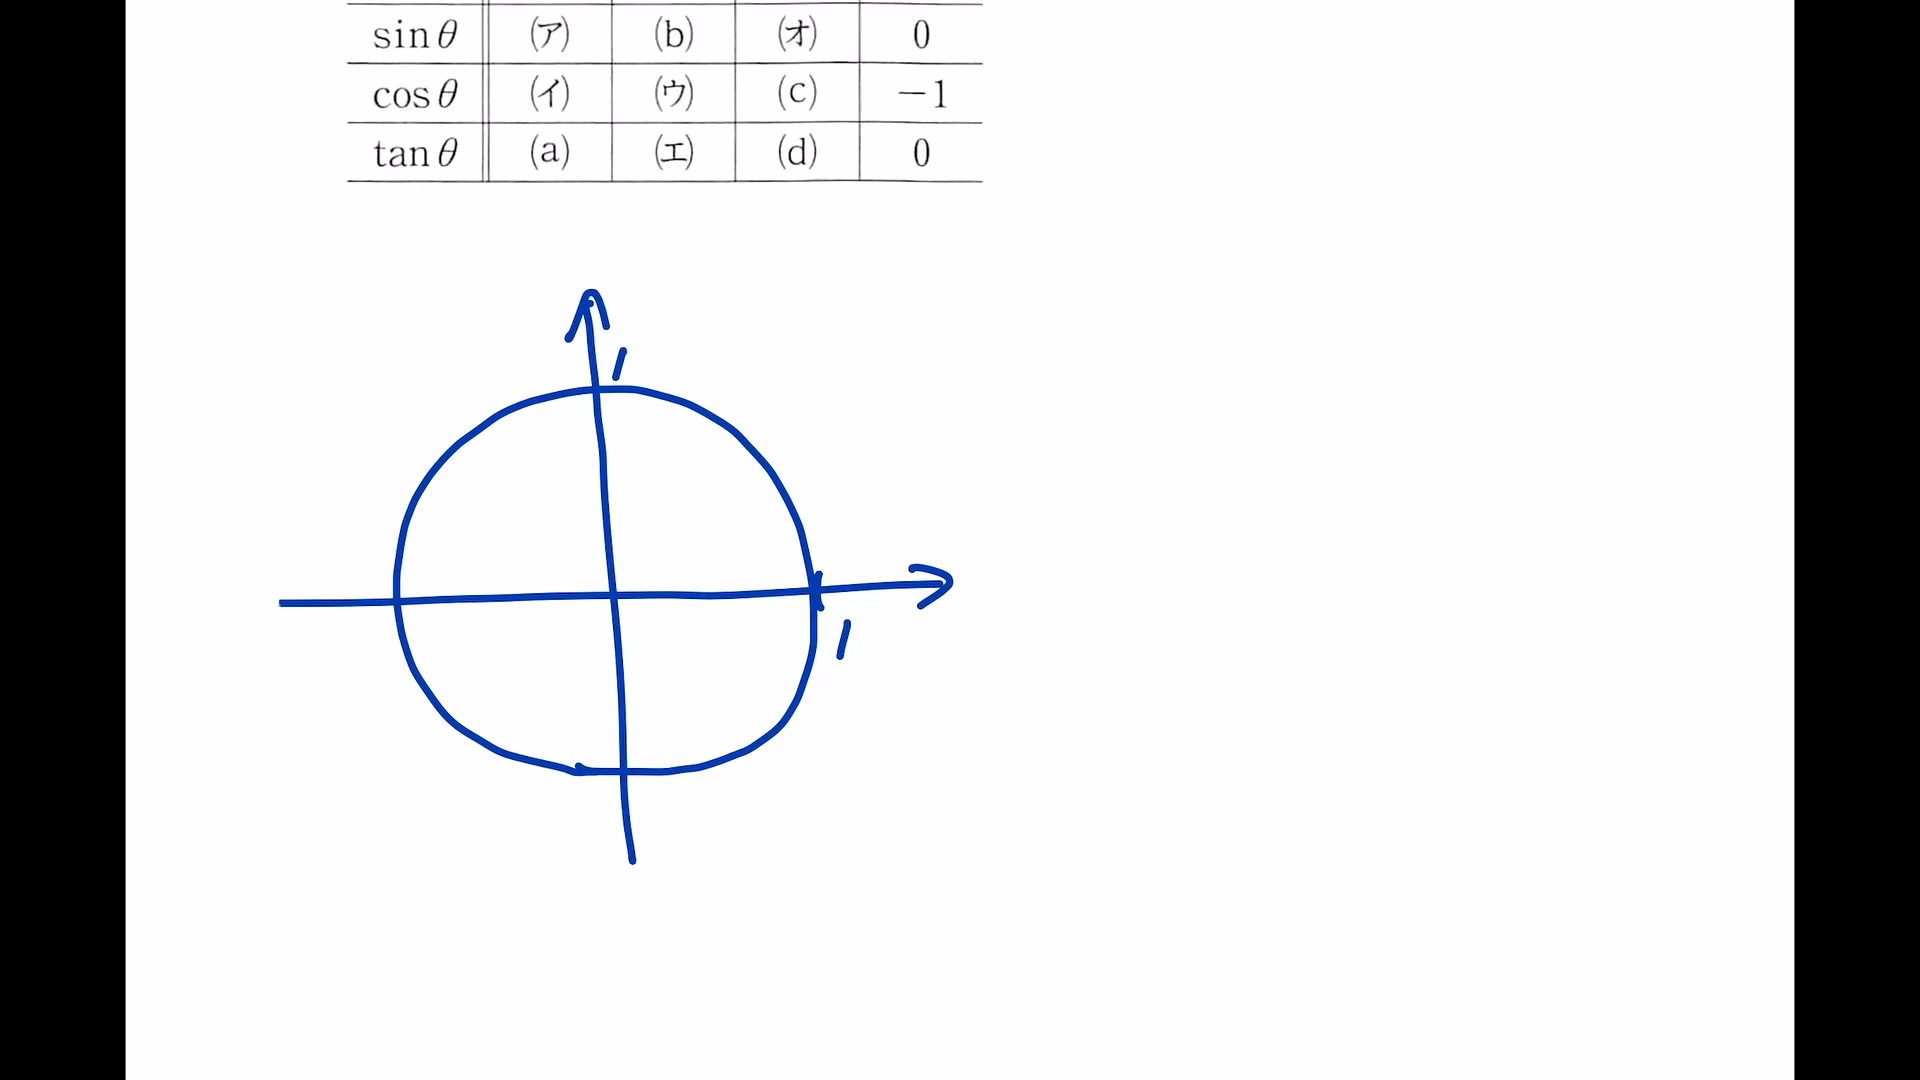 sinθ (ア) (b) (オ) 0
cosθ (イ) (ウ) (c) −1
tanθ (a) (エ) (d) 0
1
1